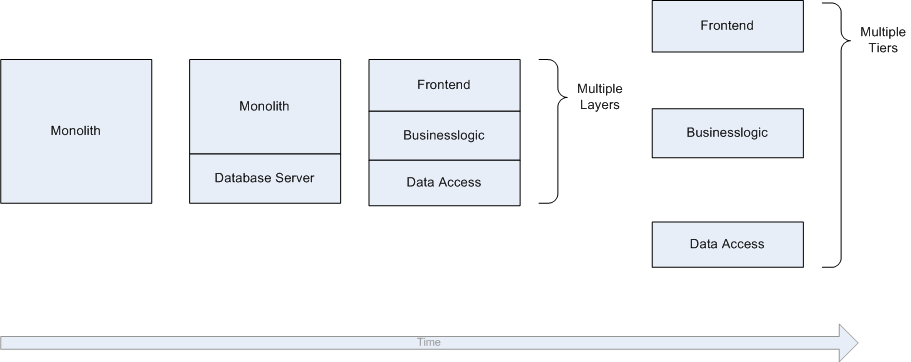 Monolith
Monolith
Database Server
Frontend
Businesslogic
Data Access
Multiple
Layers
Frontend
Businesslogic
Data Access
Multiple
Tiers
Time